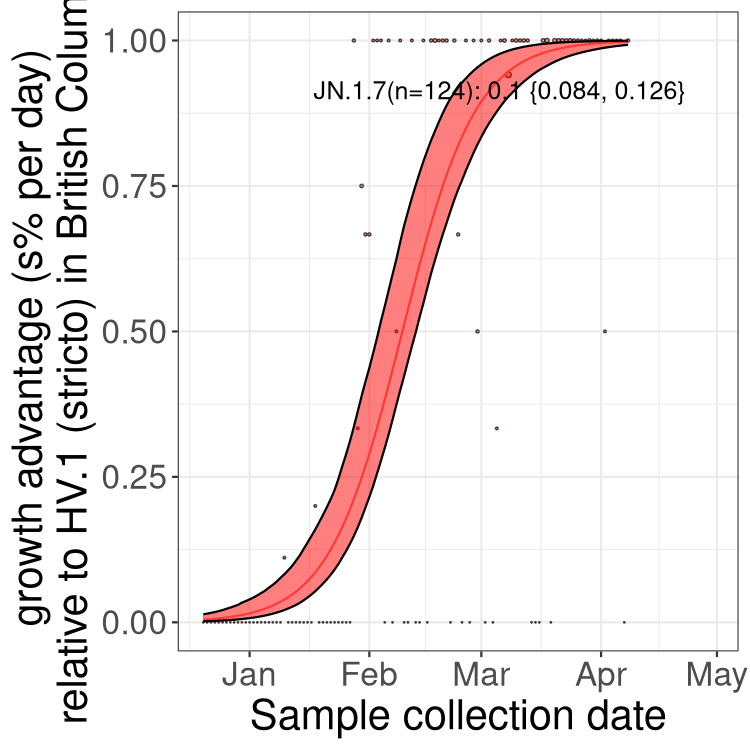 growth advantage (s% per day)
relative to HV.1 (stricto) in British Colum
1.00
0.75
0.50
0.25
0.00
JN.1.7(n=124): 0.1 {0.084, 0.126}
Jan Feb Mar Apr May
Sample collection date